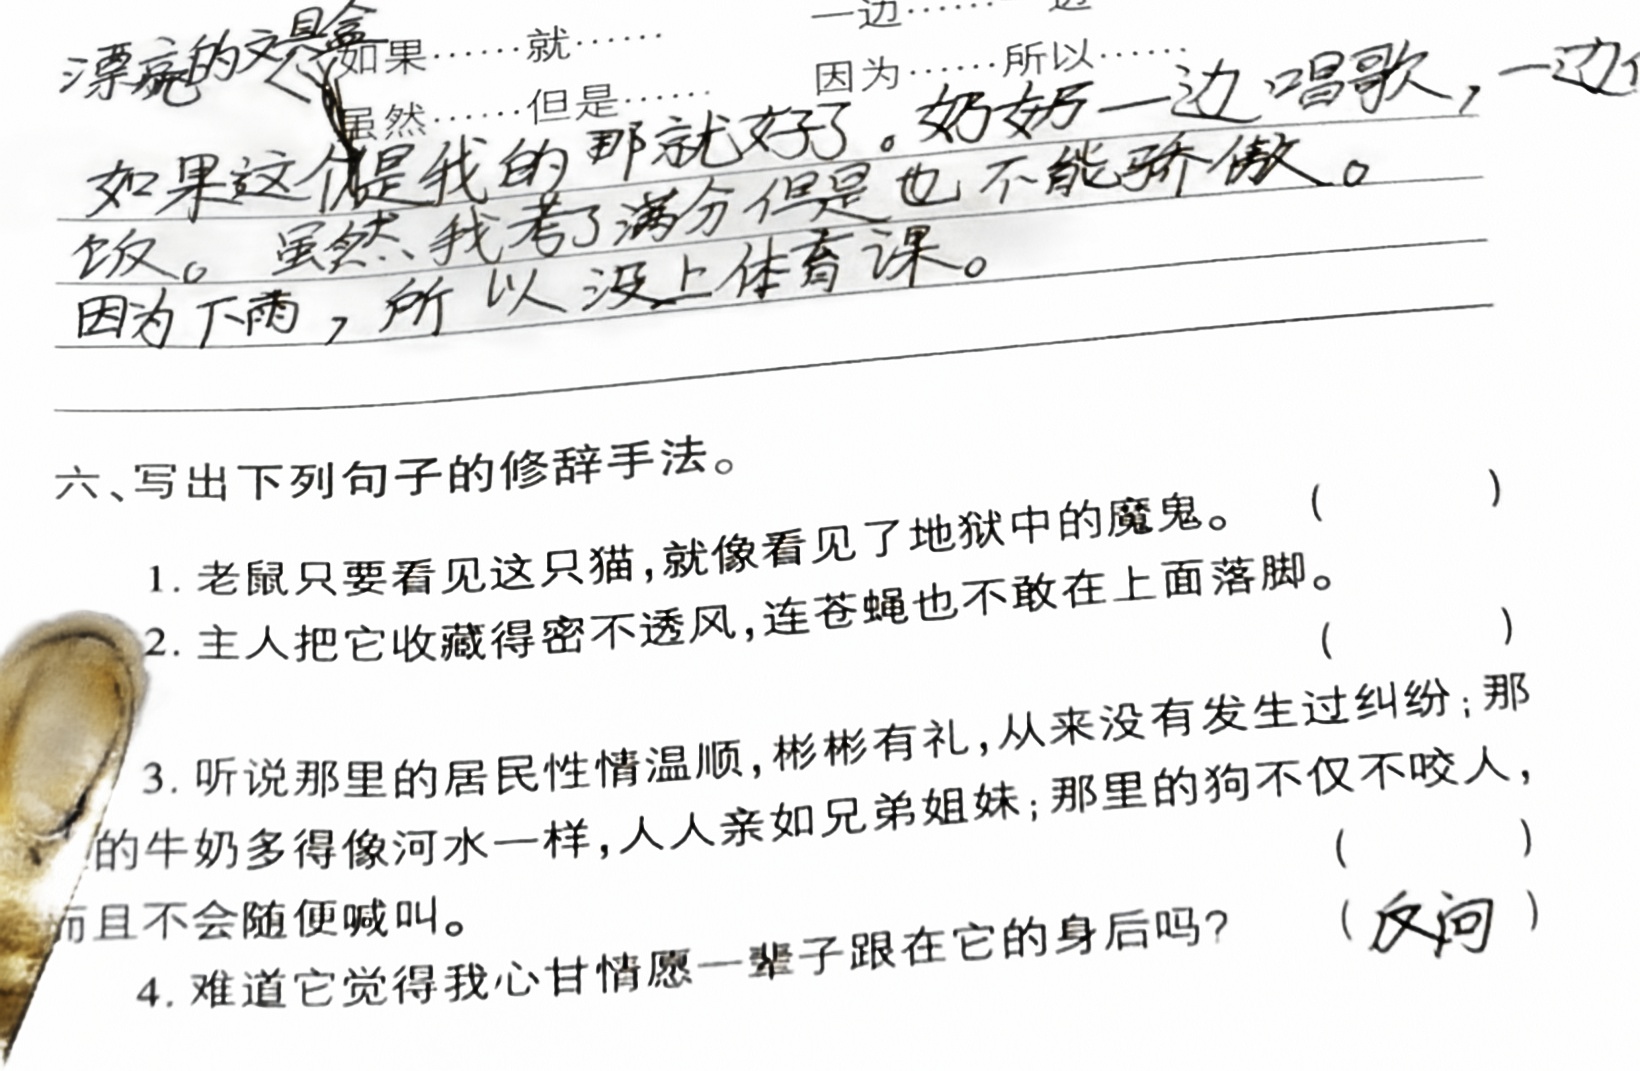 一边……一边
漂亮的文具盒
如果……就……
因为……所以……
虽然……但是……
如果这个是我的那就好了。奶奶一边唱歌，一边
饭。虽然我考了满分但是也不能骄傲。
因为下雨，所以没上体育课。
六、写出下列句子的修辞手法。
1. 老鼠只要看见这只猫,就像看见了地狱中的魔鬼。 ( )
2. 主人把它收藏得密不透风,连苍蝇也不敢在上面落脚。
( )
3. 听说那里的居民性情温顺,彬彬有礼,从来没有发生过纠纷;那
的牛奶多得像河水一样,人人亲如兄弟姐妹;那里的狗不仅不咬人,
而且不会随便喊叫。 ( )
4. 难道它觉得我心甘情愿一辈子跟在它的身后吗? (反问)